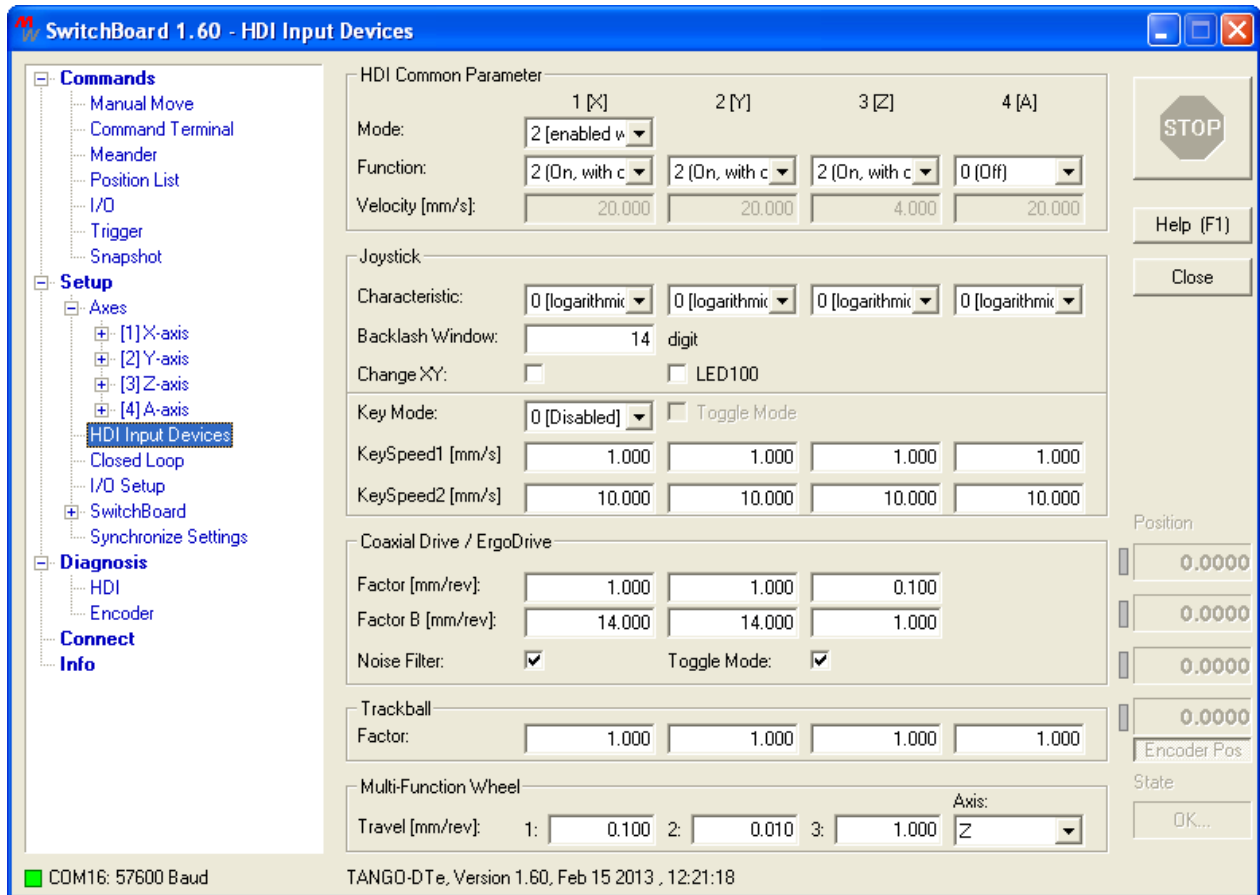 SwitchBoard 1.60 - HDI Input Devices
Commands
Manual Move
Command Terminal
Meander
Position List
I/O
Trigger
Snapshot
Setup
Axes
[1] X-axis
[2] Y-axis
[3] Z-axis
[4] A-axis
HDI Input Devices
Closed Loop
I/O Setup
SwitchBoard
Synchronize Settings
Diagnosis
HDI
Encoder
Connect
Info
HDI Common Parameter
1 [X] 2 [Y] 3 [Z] 4 [A]
Mode: 2 [enabled w
Function: 2 (On, with c 2 (On, with c 2 (On, with c 0 (Off)
Velocity [mm/s]: 20.000 20.000 4.000 20.000
Joystick
Characteristic: 0 [logarithmic 0 [logarithmic 0 [logarithmic 0 [logarithmic
Backlash Window: 14 digit
Change XY: LED100
Key Mode: 0 [Disabled] Toggle Mode
KeySpeed1 [mm/s] 1.000 1.000 1.000 1.000
KeySpeed2 [mm/s] 10.000 10.000 10.000 10.000
Coaxial Drive / ErgoDrive
Factor [mm/rev]: 1.000 1.000 0.100
Factor B [mm/rev]: 14.000 14.000 1.000
Noise Filter: Toggle Mode:
Trackball
Factor: 1.000 1.000 1.000 1.000
Multi-Function Wheel
Axis:
Travel [mm/rev]: 1: 0.100 2: 0.010 3: 1.000 Z
STOP
Help (F1)
Close
Position
0.0000
0.0000
0.0000
0.0000
Encoder Pos
State
OK...
COM16: 57600 Baud
TANGO-DTe, Version 1.60, Feb 15 2013 , 12:21:18